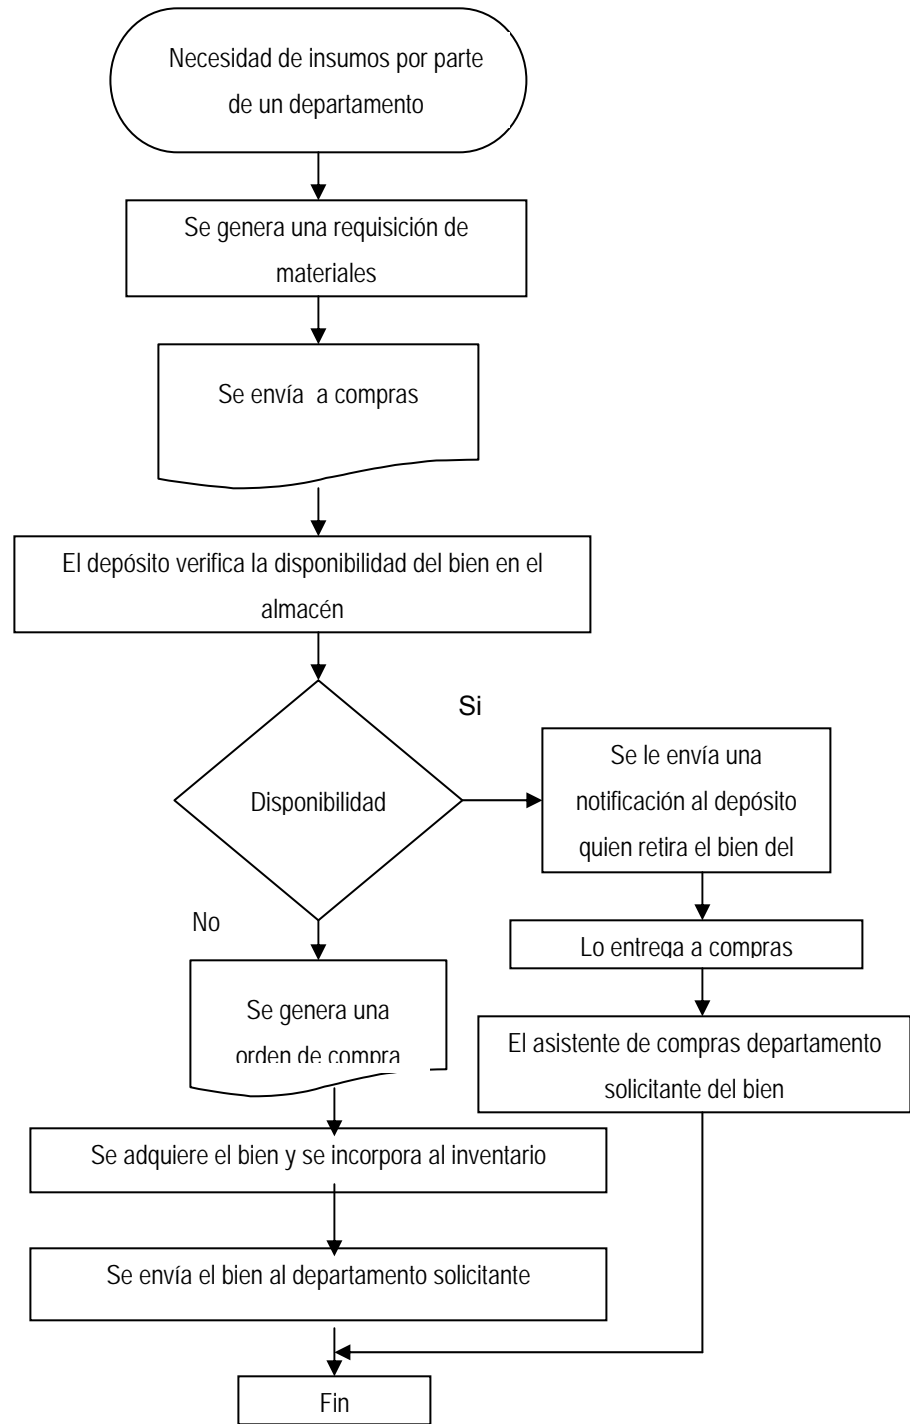 Necesidad de insumos por parte
de un departamento
Se genera una requisición de
materiales
Se envía a compras
El depósito verifica la disponibilidad del bien en el
almacén
Disponibilidad
Si
Se le envía una
notificación al depósito
quien retira el bien del
Lo entrega a compras
El asistente de compras departamento
solicitante del bien
No
Se genera una
orden de compra
Se adquiere el bien y se incorpora al inventario
Se envía el bien al departamento solicitante
Fin